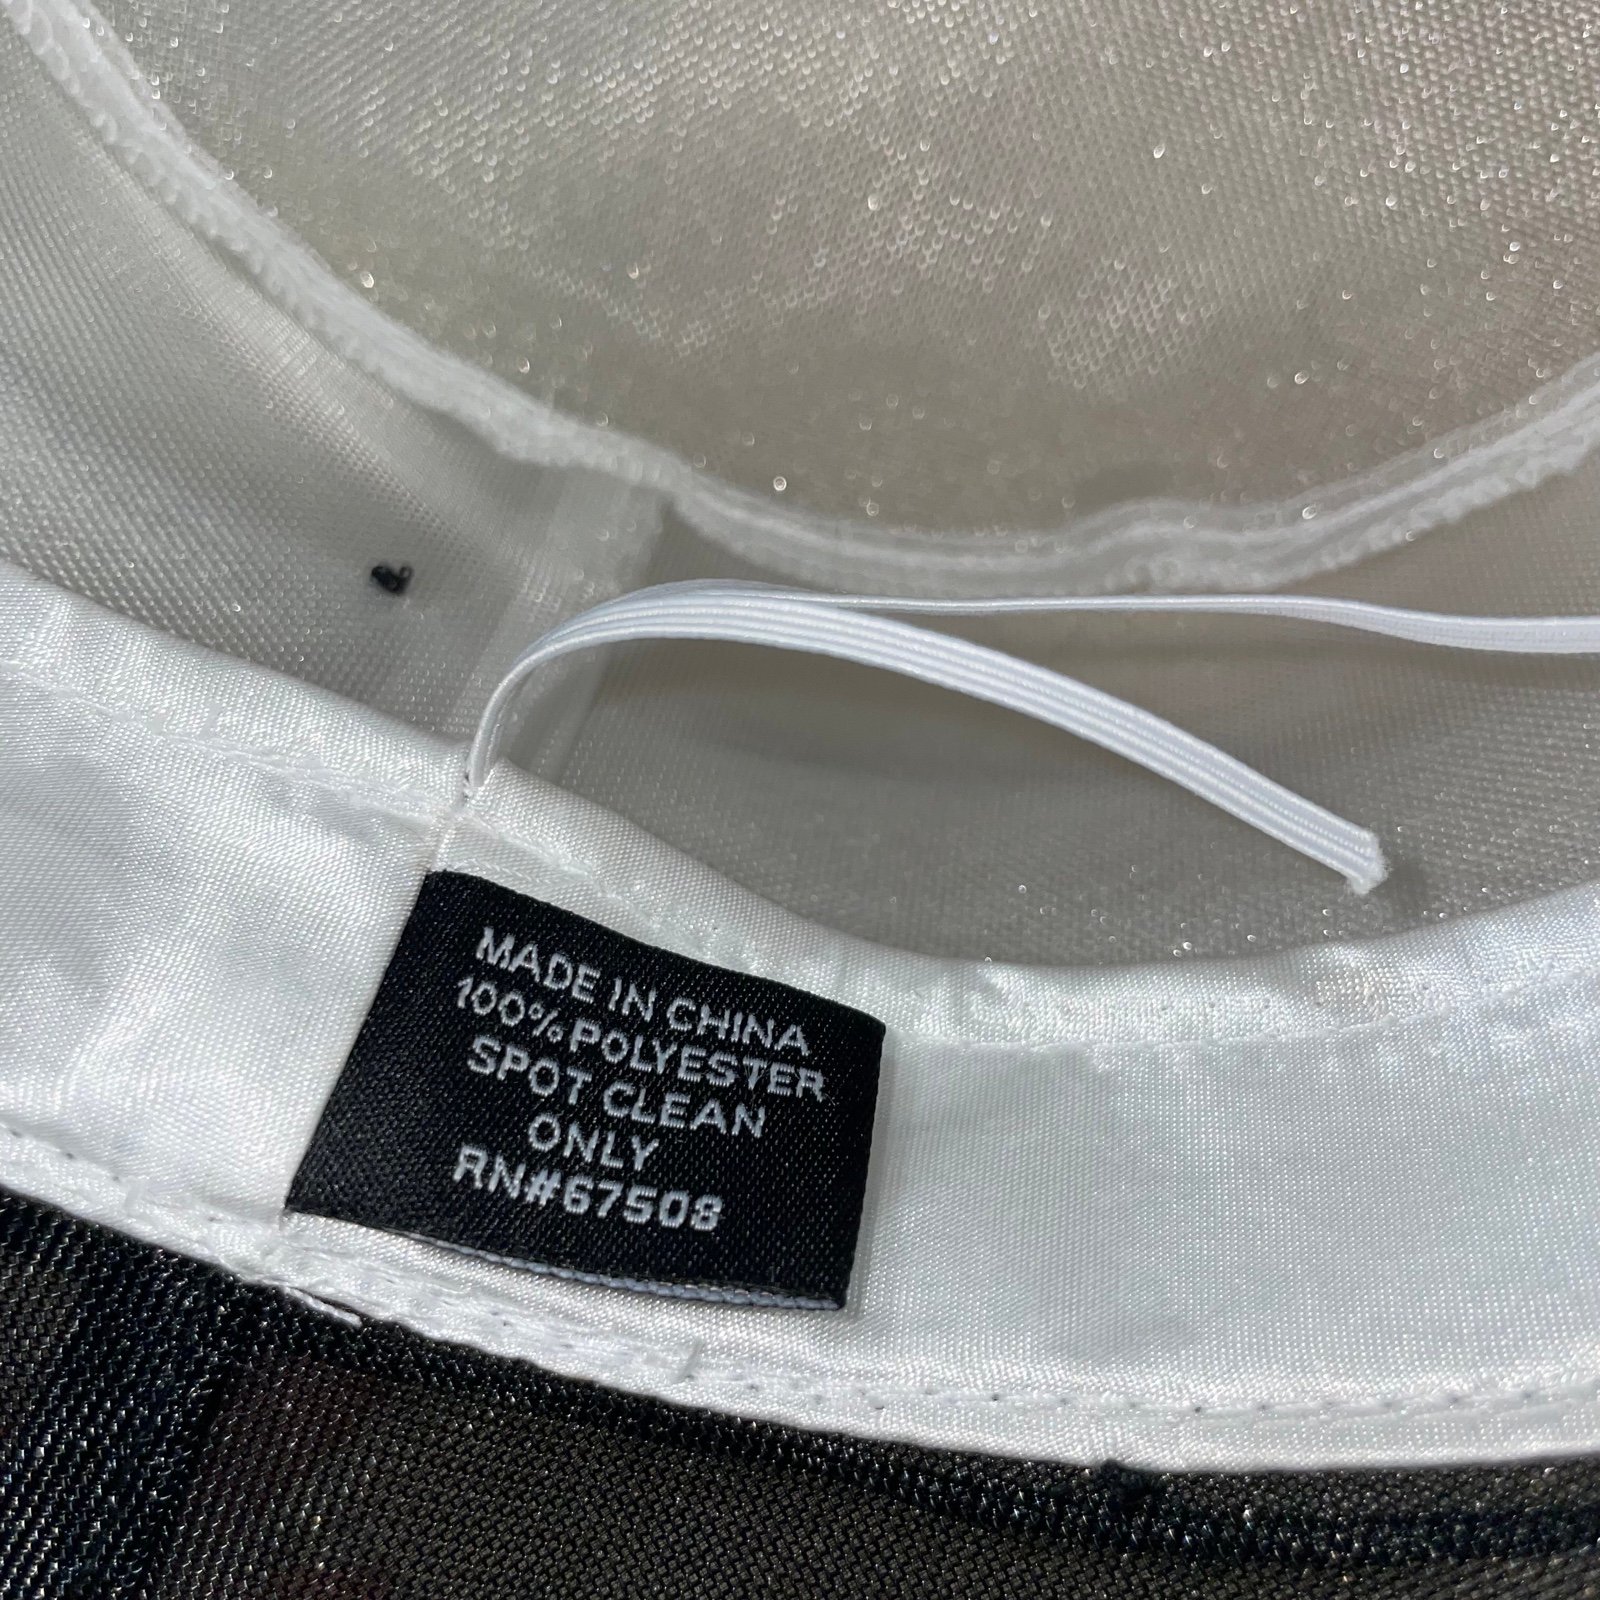 MADE IN CHINA
100% POLYESTER
SPOT CLEAN
ONLY
RN#67508